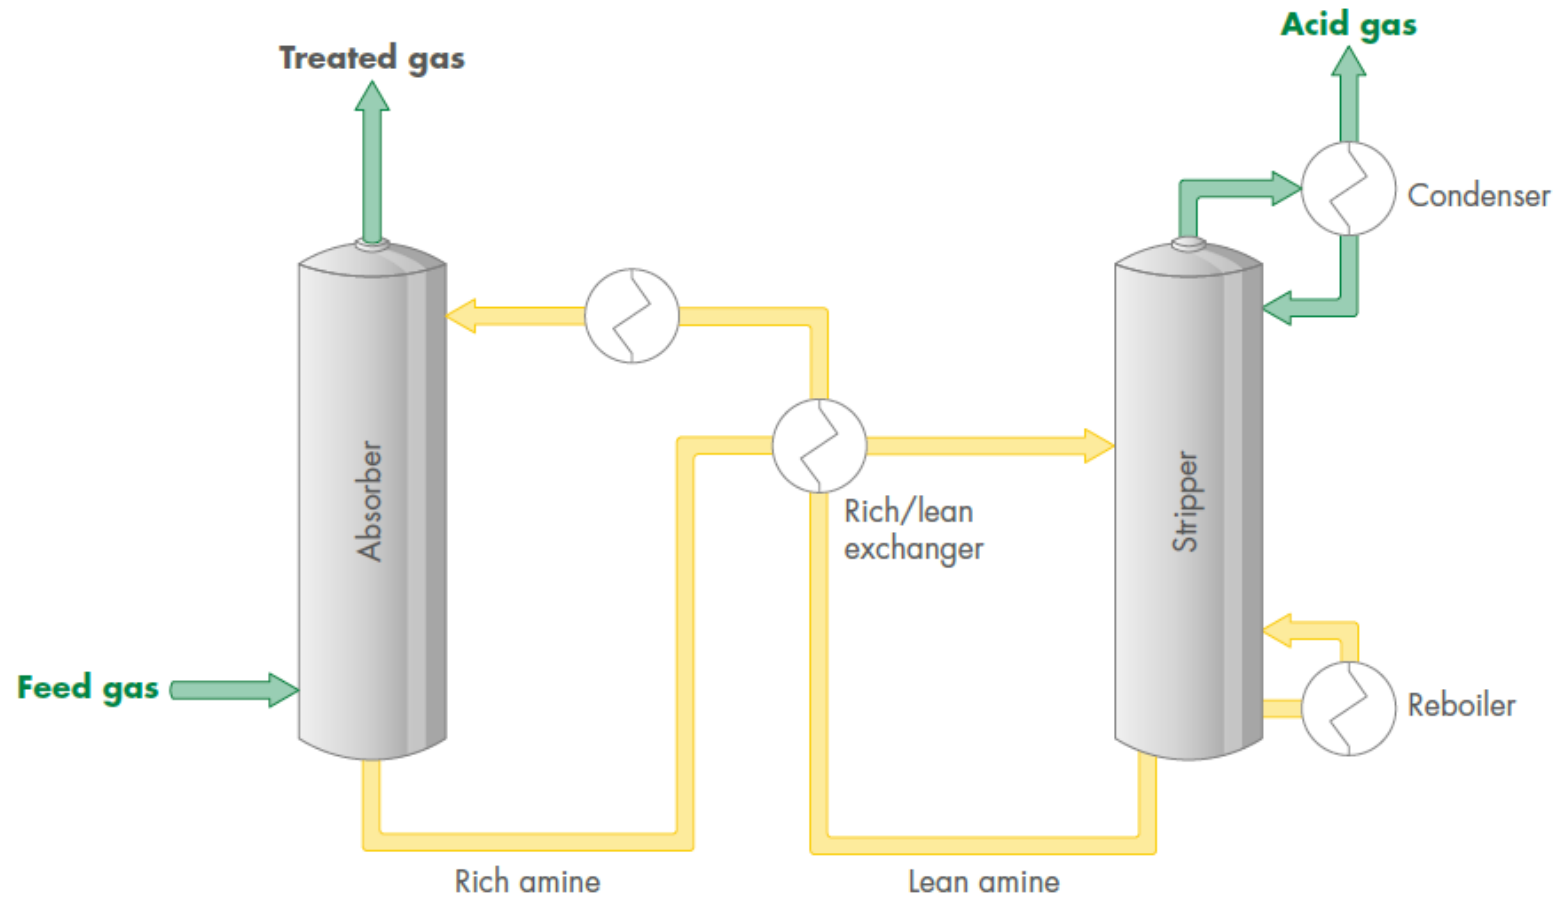 Acid gas
Treated gas
Condenser
Absorber
Rich/lean
exchanger
Stripper
Feed gas
Reboiler
Rich amine
Lean amine